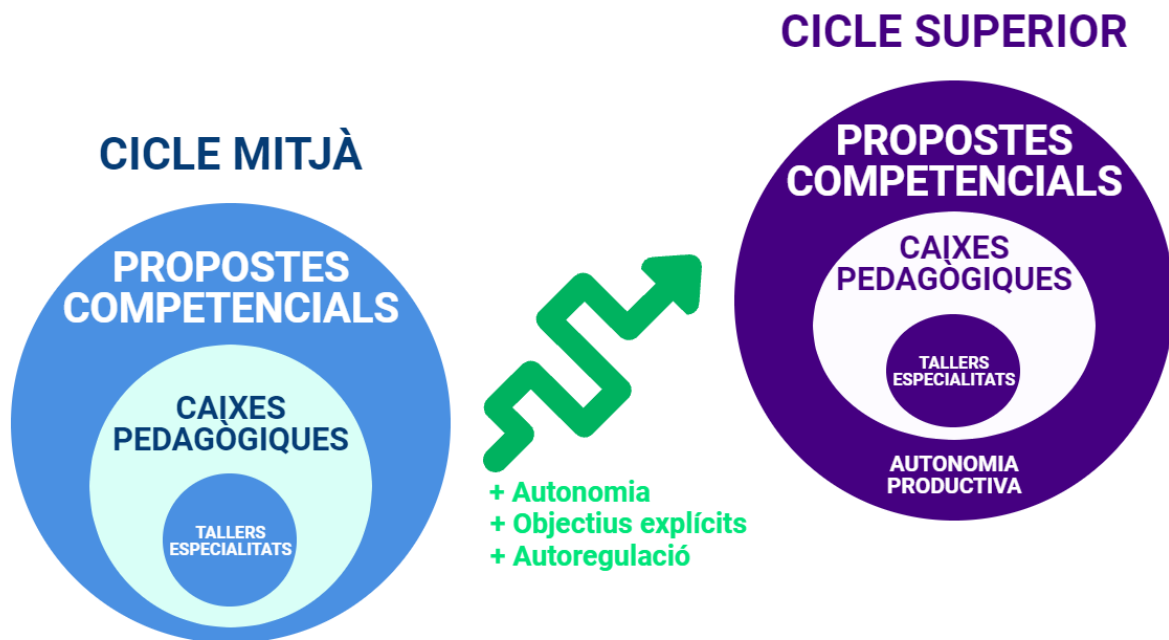 CICLE MITJÀ
PROPOSTES
COMPETENCIALS
CAIXES
PEDAGÒGIQUES
TALLERS
ESPECIALITATS
+ Autonomia
+ Objectius explícits
+ Autoregulació
CICLE SUPERIOR
PROPOSTES
COMPETENCIALS
CAIXES
PEDAGÒGIQUES
TALLERS
ESPECIALITATS
AUTONOMIA
PRODUCTIVA